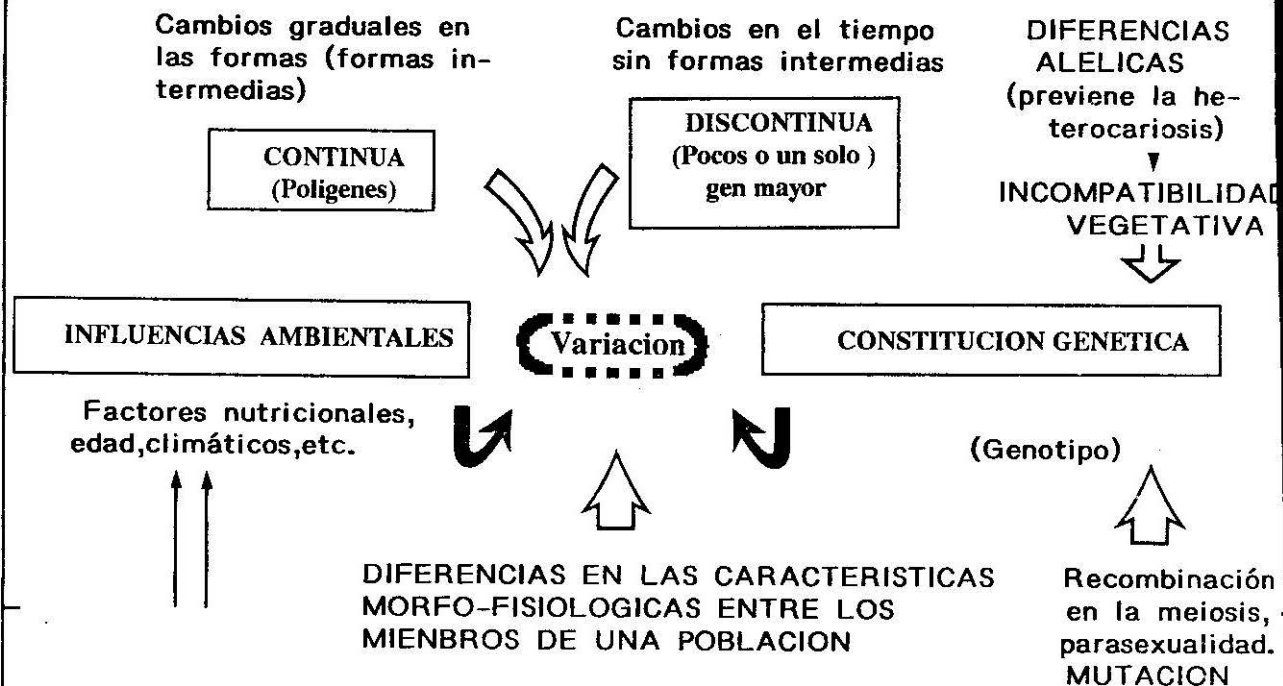 Cambios graduales en
las formas (formas in-
termedias)
CONTINUA
(Poligenes)
Cambios en el tiempo
sin formas intermedias
DISCONTINUA
(Pocos o un solo )
gen mayor
DIFERENCIAS
ALELICAS
(previene la he-
terocariosis)
INCOMPATIBILIDAD
VEGETATIVA
INFLUENCIAS AMBIENTALES
Variacion
CONSTITUCION GENETICA
Factores nutricionales,
edad,climáticos,etc.
(Genotipo)
DIFERENCIAS EN LAS CARACTERISTICAS
MORFO-FISIOLOGICAS ENTRE LOS
MIENBROS DE UNA POBLACION
Recombinación
en la meiosis,
parasexualidad.
MUTACION